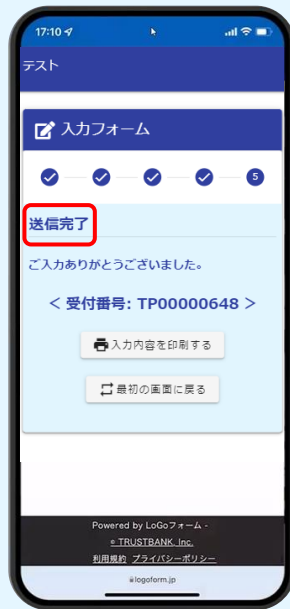 17:10
テスト
入力フォーム
5
送信完了
ご入力ありがとうございました。
< 受付番号: TP00000648 >
入力内容を印刷する
最初の画面に戻る
Powered by LoGoフォーム -
© TRUSTBANK, Inc.
利用規約 プライバシーポリシー
logoform.jp